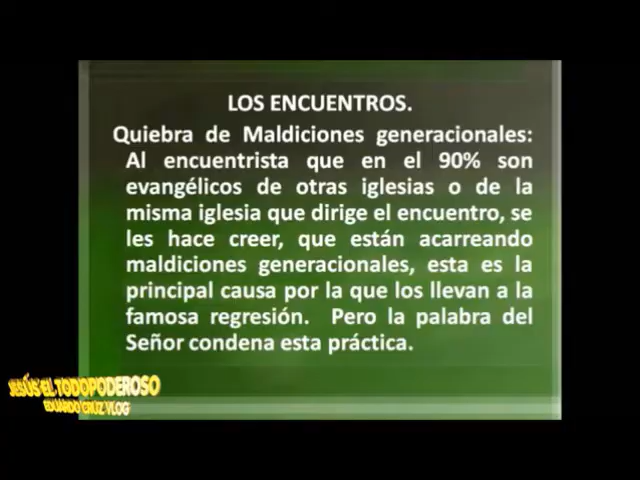 LOS ENCUENTROS.
Quiebra de Maldiciones generacionales:
Al encuentrista que en el 90% son
evangélicos de otras iglesias o de la
misma iglesia que dirige el encuentro, se
les hace creer, que están acarreando
maldiciones generacionales, esta es la
principal causa por la que los llevan a la
famosa regresión. Pero la palabra del
Señor condena esta práctica.
JESÚS EL TODOPODEROSO
EDUARDO CRUZ VLOG